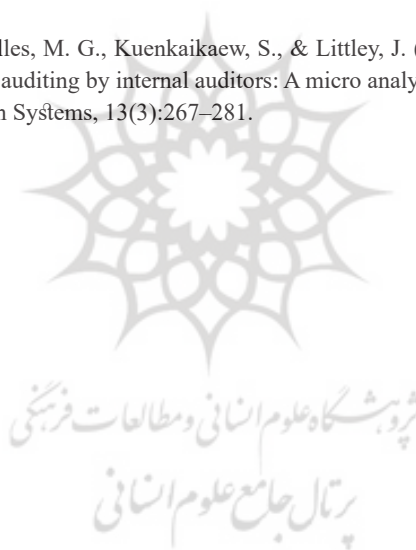 lles, M. G., Kuenkaikaew, S., & Littley, J. (
auditing by internal auditors: A micro analy
n Systems, 13(3):267–281.
پژوهشگاه علوم انسانی و مطالعات فرهنگی
پرتال جامع علوم انسانی